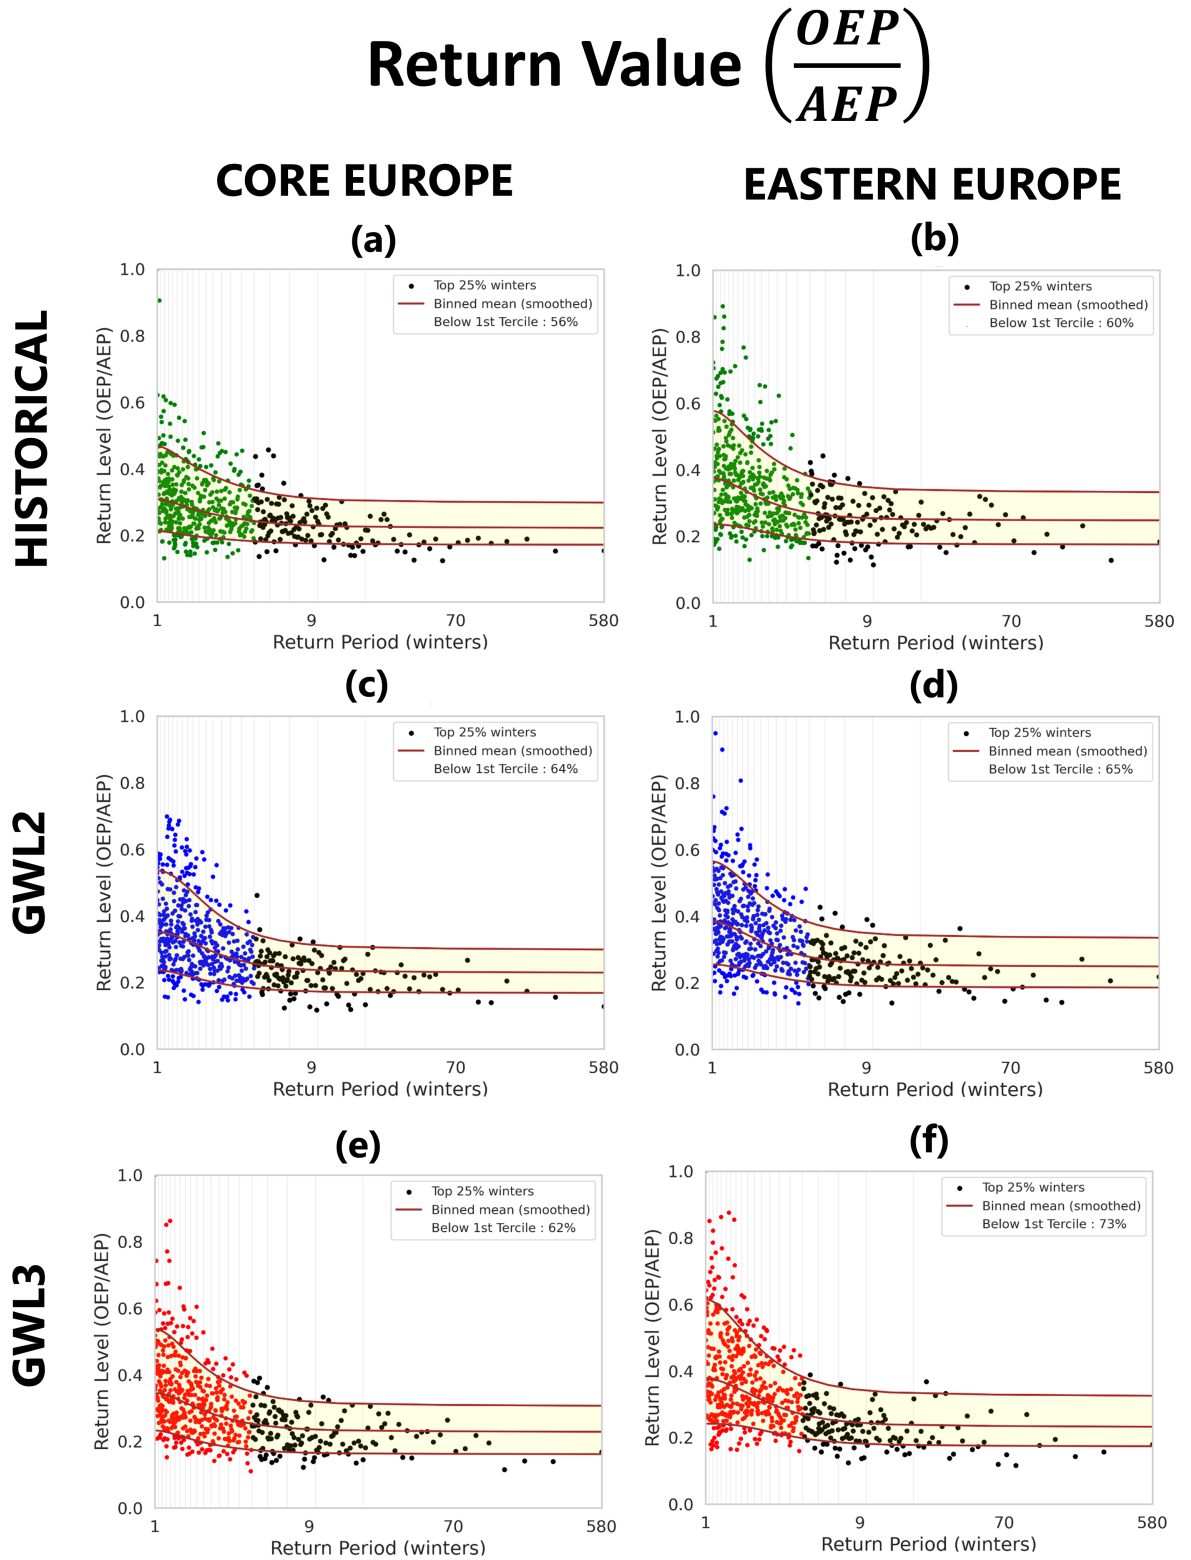 Return Value (OEP/AEP)
CORE EUROPE
EASTERN EUROPE
HISTORICAL
(a)
Return Level (OEP/AEP)
1.0
0.8
0.6
0.4
0.2
0.0
Top 25% winters
Binned mean (smoothed)
Below 1st Tercile : 56%
1 9 70 580
Return Period (winters)
(b)
Return Level (OEP/AEP)
1.0
0.8
0.6
0.4
0.2
0.0
Top 25% winters
Binned mean (smoothed)
Below 1st Tercile : 60%
1 9 70 580
Return Period (winters)
GWL2
(c)
Return Level (OEP/AEP)
1.0
0.8
0.6
0.4
0.2
0.0
Top 25% winters
Binned mean (smoothed)
Below 1st Tercile : 64%
1 9 70 580
Return Period (winters)
(d)
Return Level (OEP/AEP)
1.0
0.8
0.6
0.4
0.2
0.0
Top 25% winters
Binned mean (smoothed)
Below 1st Tercile : 65%
1 9 70 580
Return Period (winters)
GWL3
(e)
Return Level (OEP/AEP)
1.0
0.8
0.6
0.4
0.2
0.0
Top 25% winters
Binned mean (smoothed)
Below 1st Tercile : 62%
1 9 70 580
Return Period (winters)
(f)
Return Level (OEP/AEP)
1.0
0.8
0.6
0.4
0.2
0.0
Top 25% winters
Binned mean (smoothed)
Below 1st Tercile : 73%
1 9 70 580
Return Period (winters)